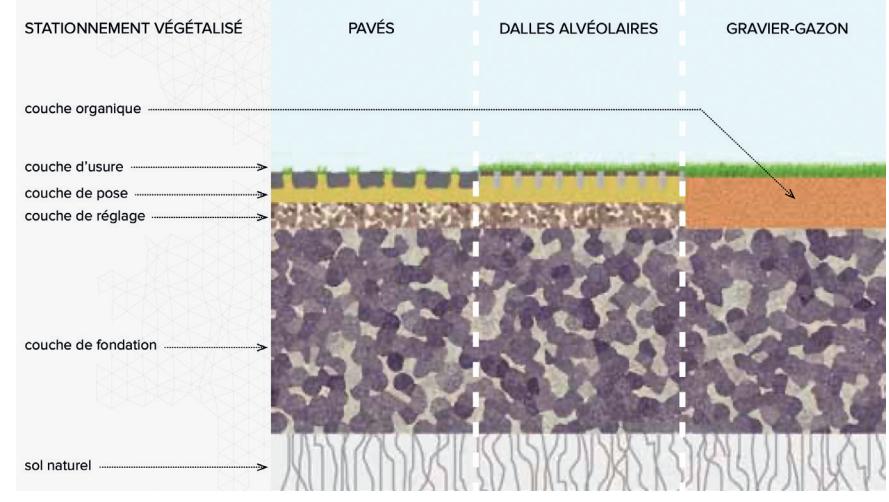 STATIONNEMENT VÉGÉTALISÉ
PAVÉS
DALLES ALVÉOLAIRES
GRAVIER-GAZON
couche organique
couche d'usure
couche de pose
couche de réglage
couche de fondation
sol naturel